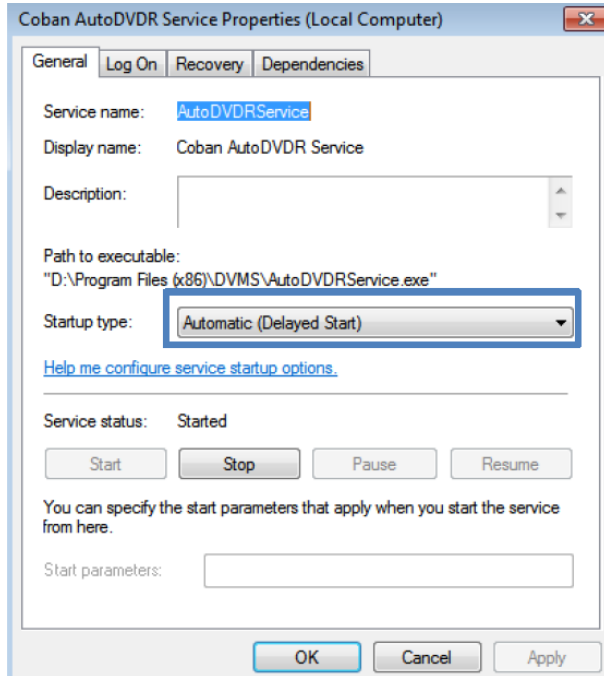 Coban AutoDVDR Service Properties (Local Computer)
General Log On Recovery Dependencies
Service name: AutoDVDRService
Display name: Coban AutoDVDR Service
Description:
Path to executable:
"D:\Program Files (x86)\DVMS\AutoDVDRService.exe"
Startup type: Automatic (Delayed Start)
Help me configure service startup options.
Service status: Started
Start Stop Pause Resume
You can specify the start parameters that apply when you start the service
from here.
Start parameters:
OK Cancel Apply